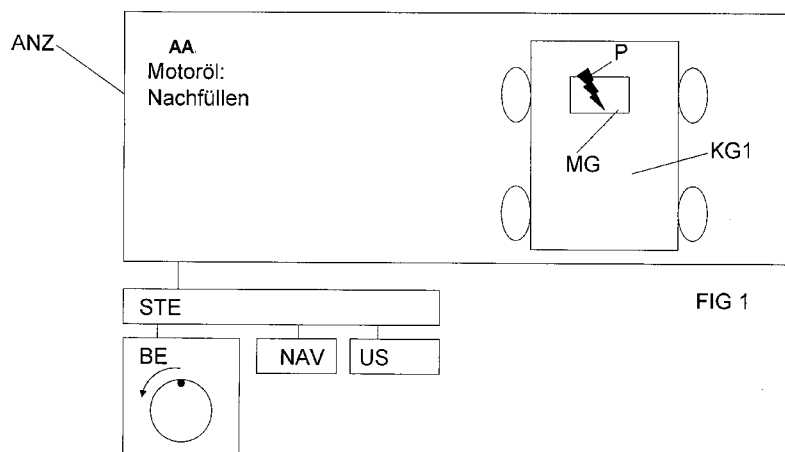 ANZ
AA
Motoröl:
Nachfüllen
P
MG
KG1
STE
FIG 1
BE
NAV
US